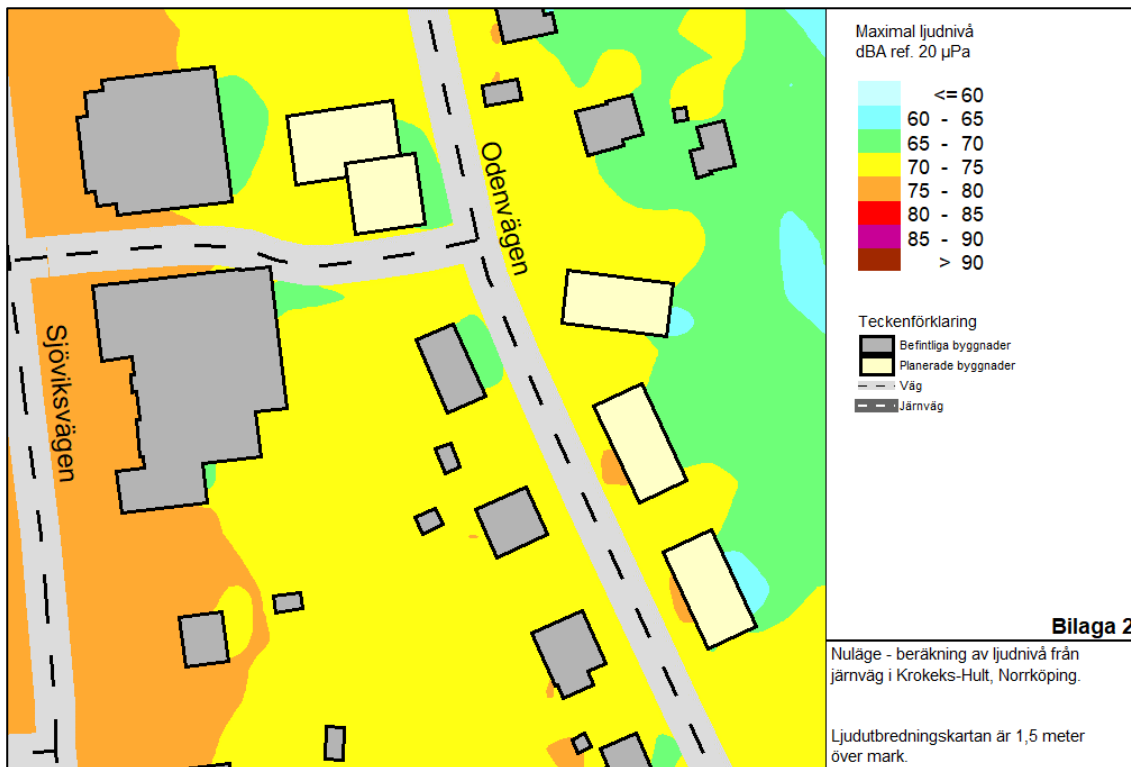 Maximal ljudnivå
dBA ref. 20 µPa
<= 60
60 - 65
65 - 70
70 - 75
75 - 80
80 - 85
85 - 90
> 90
Teckenförklaring
Befintliga byggnader
Planerade byggnader
Väg
Järnväg
Odenvägen
Sjöviksvägen
Bilaga 2
Nuläge - beräkning av ljudnivå från
järnväg i Krokeks-Hult, Norrköping.
Ljudutbredningskartan är 1,5 meter
över mark.